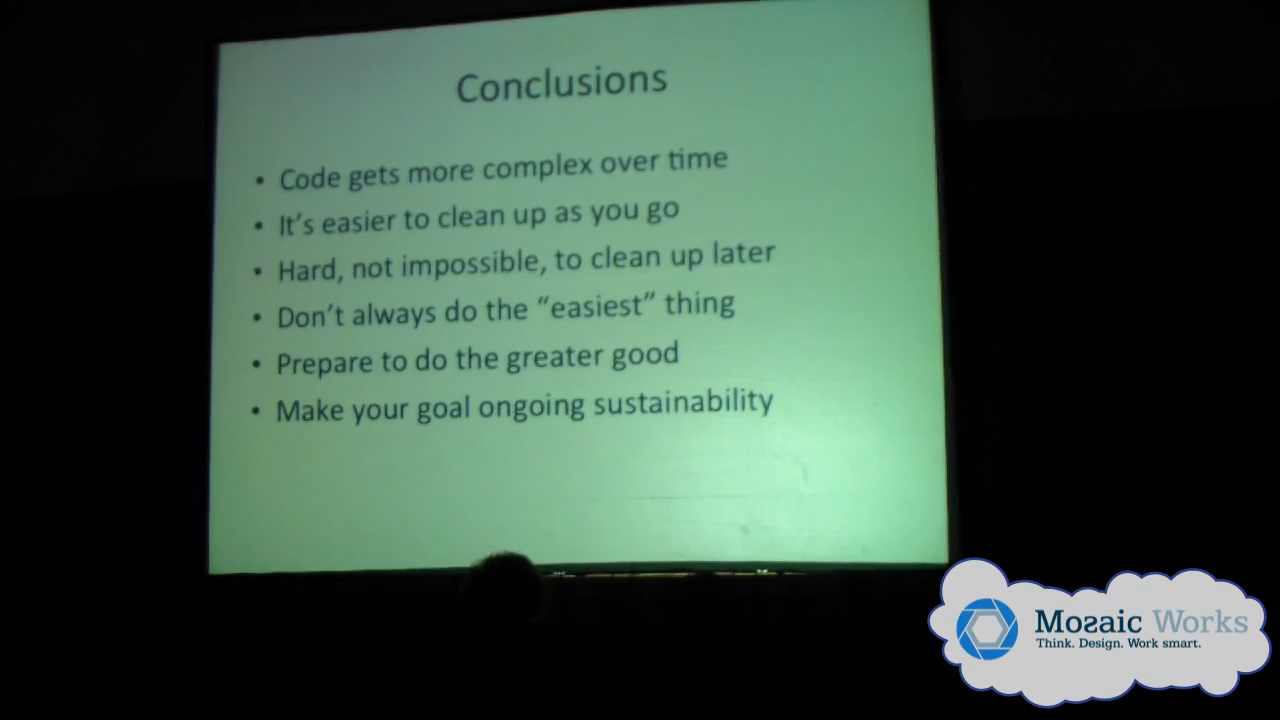 Conclusions
• Code gets more complex over time
• It's easier to clean up as you go
• Hard, not impossible, to clean up later
• Don't always do the “easiest” thing
• Prepare to do the greater good
• Make your goal ongoing sustainability
Mozaic Works
Think. Design. Work smart.